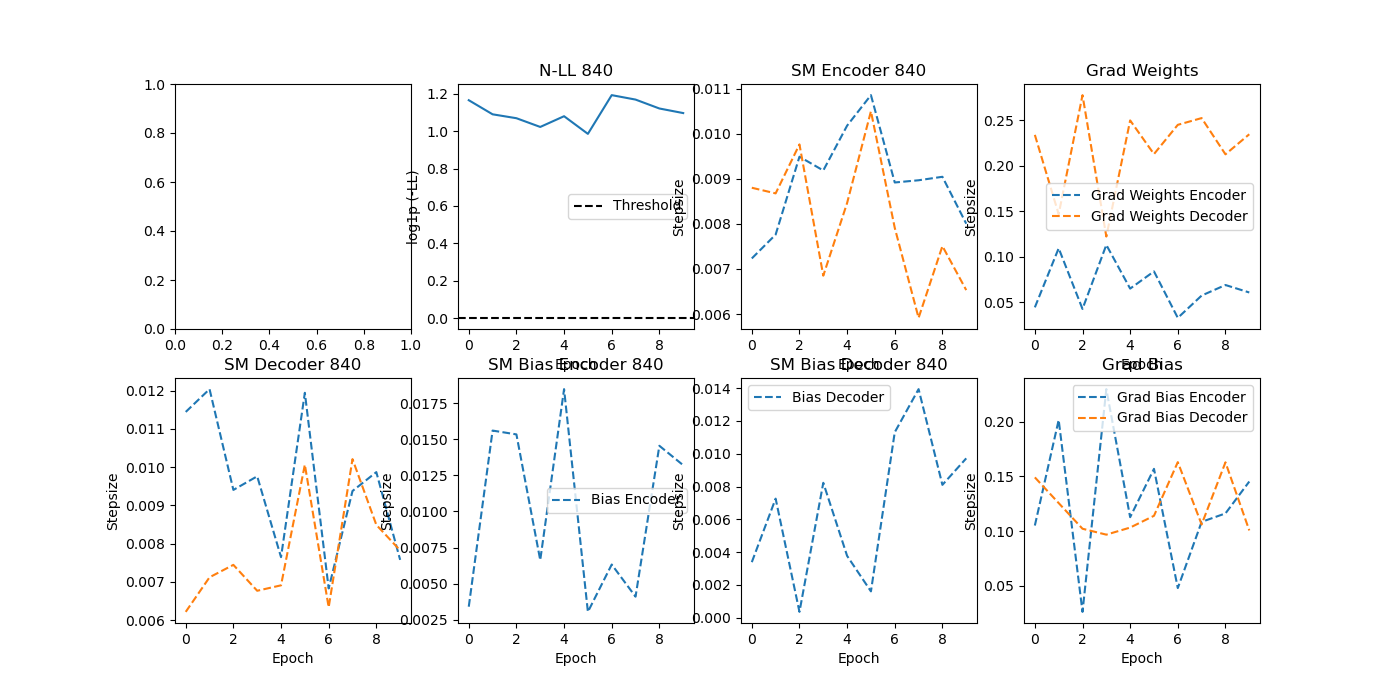 N-LL 840
SM Encoder 840
Grad Weights
1.0
0.8
0.6
0.4
0.2
0.0
0.0 0.2 0.4 0.6 0.8 1.0
log1p (-LL)
1.2
1.0
0.8
0.6
0.4
0.2
0.0
Threshold
0 2 4 6 8
Epoch
Stepsize
0.011
0.010
0.009
0.008
0.007
0.006
0 2 4 6 8
Epoch
Stepsize
0.25
0.20
0.15
0.10
0.05
Grad Weights Encoder
Grad Weights Decoder
0 2 4 6 8
Epoch
SM Decoder 840
SM Bias Encoder 840
SM Bias Decoder 840
Grad Bias
Stepsize
0.012
0.011
0.010
0.009
0.008
0.007
0.006
0 2 4 6 8
Epoch
Stepsize
0.0175
0.0150
0.0125
0.0100
0.0075
0.0050
0.0025
Bias Encoder
0 2 4 6 8
Epoch
Stepsize
0.014
0.012
0.010
0.008
0.006
0.004
0.002
0.000
Bias Decoder
0 2 4 6 8
Epoch
Stepsize
0.20
0.15
0.10
0.05
Grad Bias Encoder
Grad Bias Decoder
0 2 4 6 8
Epoch